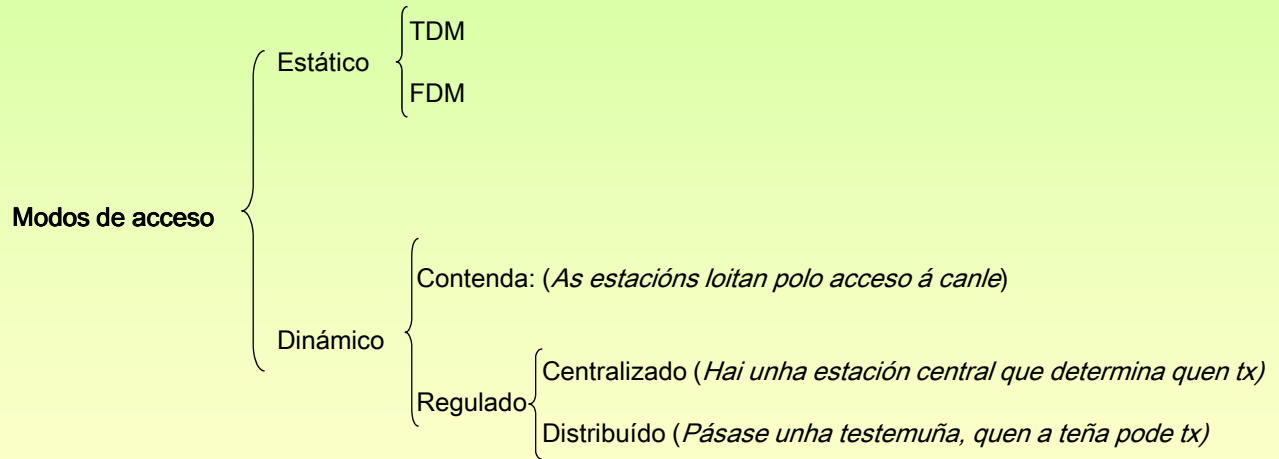 TDM
Estático
FDM
Modos de acceso
Contenda: (As estacións loitan polo acceso á canle)
Dinámico
Centralizado (Hai unha estación central que determina quen tx)
Regulado
Distribuído (Pásase unha testemuña, quen a teña pode tx)